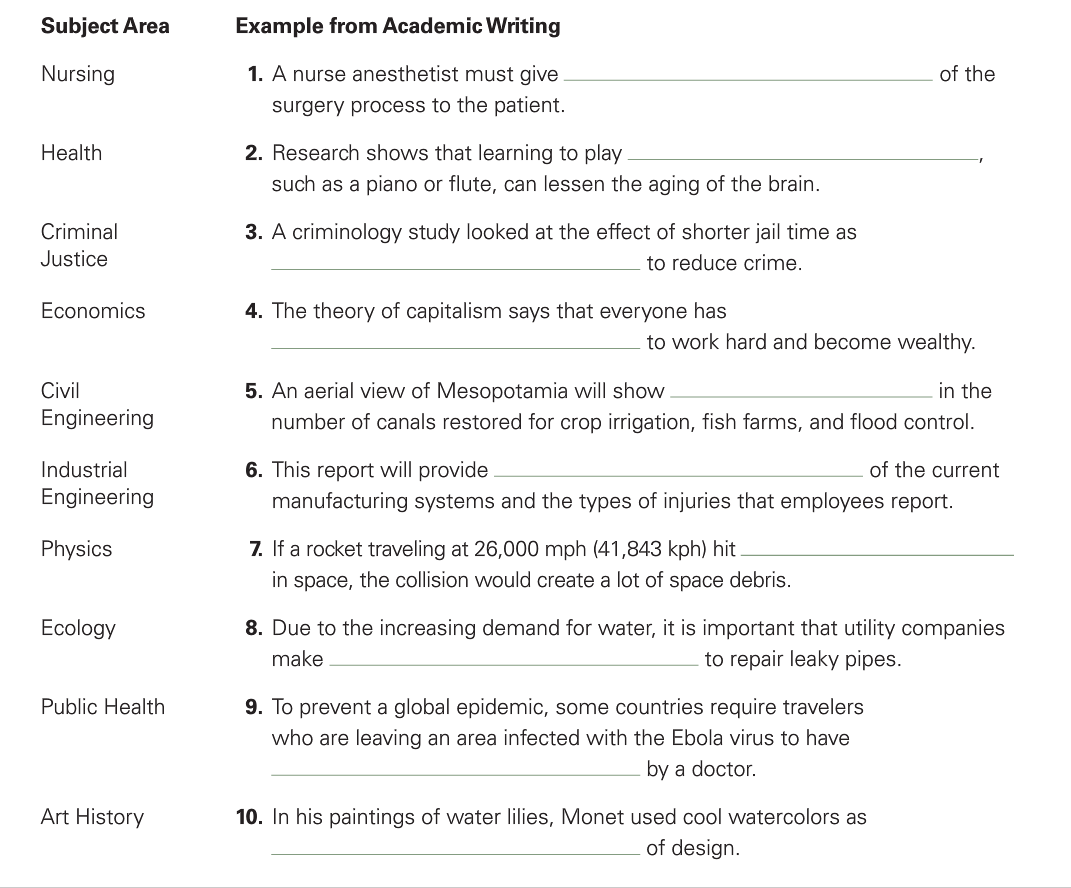 Subject Area Example from Academic Writing
Nursing 1. A nurse anesthetist must give ______ of the
surgery process to the patient.
Health 2. Research shows that learning to play ______,
such as a piano or flute, can lessen the aging of the brain.
Criminal 3. A criminology study looked at the effect of shorter jail time as
Justice ______ to reduce crime.
Economics 4. The theory of capitalism says that everyone has
______ to work hard and become wealthy.
Civil 5. An aerial view of Mesopotamia will show ______ in the
Engineering number of canals restored for crop irrigation, fish farms, and flood control.
Industrial 6. This report will provide ______ of the current
Engineering manufacturing systems and the types of injuries that employees report.
Physics 7. If a rocket traveling at 26,000 mph (41,843 kph) hit ______
in space, the collision would create a lot of space debris.
Ecology 8. Due to the increasing demand for water, it is important that utility companies
make ______ to repair leaky pipes.
Public Health 9. To prevent a global epidemic, some countries require travelers
who are leaving an area infected with the Ebola virus to have
______ by a doctor.
Art History 10. In his paintings of water lilies, Monet used cool watercolors as
______ of design.